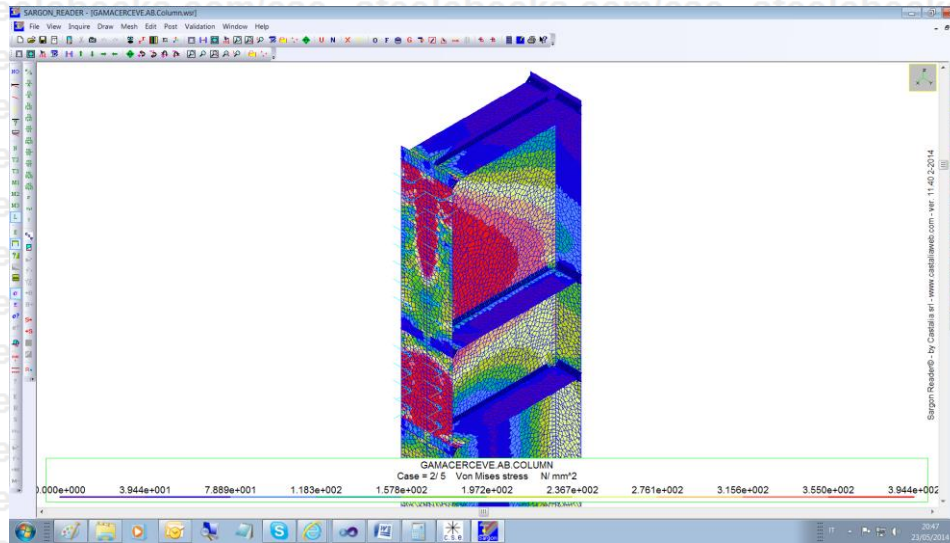 SARGON_READER - [GAMACERCEVE.AB.Column.wsr]
File View Inquire Draw Mesh Edit Post Validation Window Help
Sargon Reader© - by Castalia srl - www.castaliaweb.com - ver. 11.40 2-2014
GAMACERCEVE.AB.COLUMN
Case = 2/ 5 Von Mises stress N/ mm^2
0.000e+000 3.944e+001 7.889e+001 1.183e+002 1.578e+002 1.972e+002 2.367e+002 2.761e+002 3.156e+002 3.550e+002 3.944e+002
IT
20:47
23/05/2014